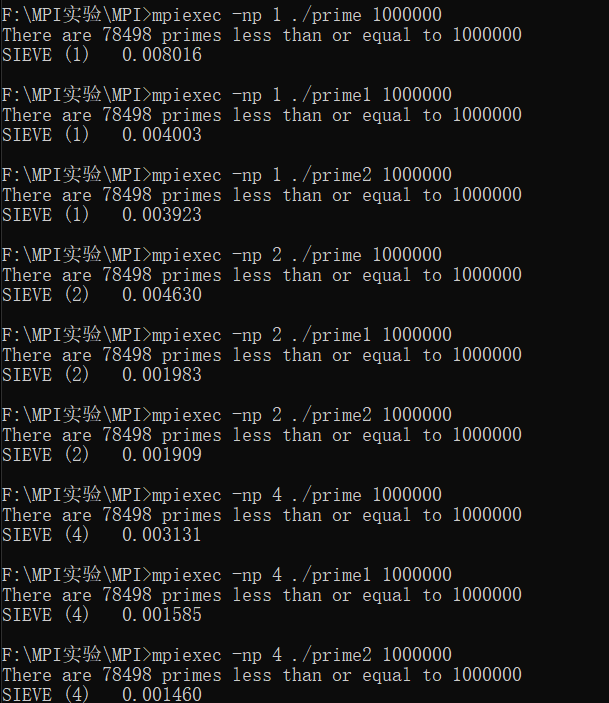 F:\MPI实验\MPI>mpiexec -np 1 ./prime 1000000
There are 78498 primes less than or equal to 1000000
SIEVE (1)   0.008016
F:\MPI实验\MPI>mpiexec -np 1 ./prime1 1000000
There are 78498 primes less than or equal to 1000000
SIEVE (1)   0.004003
F:\MPI实验\MPI>mpiexec -np 1 ./prime2 1000000
There are 78498 primes less than or equal to 1000000
SIEVE (1)   0.003923
F:\MPI实验\MPI>mpiexec -np 2 ./prime 1000000
There are 78498 primes less than or equal to 1000000
SIEVE (2)   0.004630
F:\MPI实验\MPI>mpiexec -np 2 ./prime1 1000000
There are 78498 primes less than or equal to 1000000
SIEVE (2)   0.001983
F:\MPI实验\MPI>mpiexec -np 2 ./prime2 1000000
There are 78498 primes less than or equal to 1000000
SIEVE (2)   0.001909
F:\MPI实验\MPI>mpiexec -np 4 ./prime 1000000
There are 78498 primes less than or equal to 1000000
SIEVE (4)   0.003131
F:\MPI实验\MPI>mpiexec -np 4 ./prime1 1000000
There are 78498 primes less than or equal to 1000000
SIEVE (4)   0.001585
F:\MPI实验\MPI>mpiexec -np 4 ./prime2 1000000
There are 78498 primes less than or equal to 1000000
SIEVE (4)   0.001460